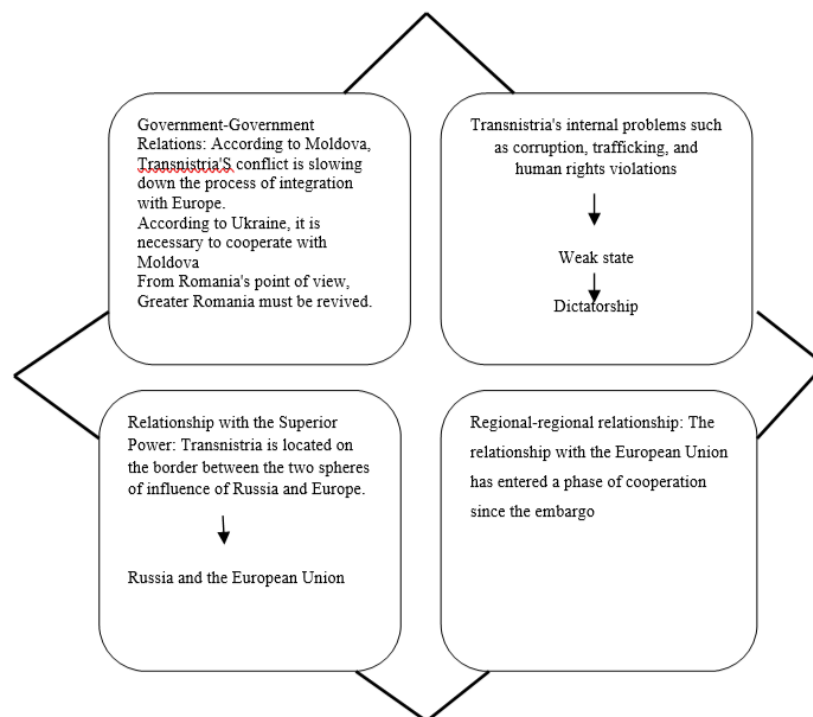 Government-Government
Relations: According to Moldova,
Transnistria'S conflict is slowing
down the process of integration
with Europe.
According to Ukraine, it is
necessary to cooperate with
Moldova
From Romania's point of view,
Greater Romania must be revived.
Transnistria's internal problems such
as corruption, trafficking, and
human rights violations
Weak state
Dictatorship
Relationship with the Superior
Power: Transnistria is located on
the border between the two spheres
of influence of Russia and Europe.
Russia and the European Union
Regional-regional relationship: The
relationship with the European Union
has entered a phase of cooperation
since the embargo